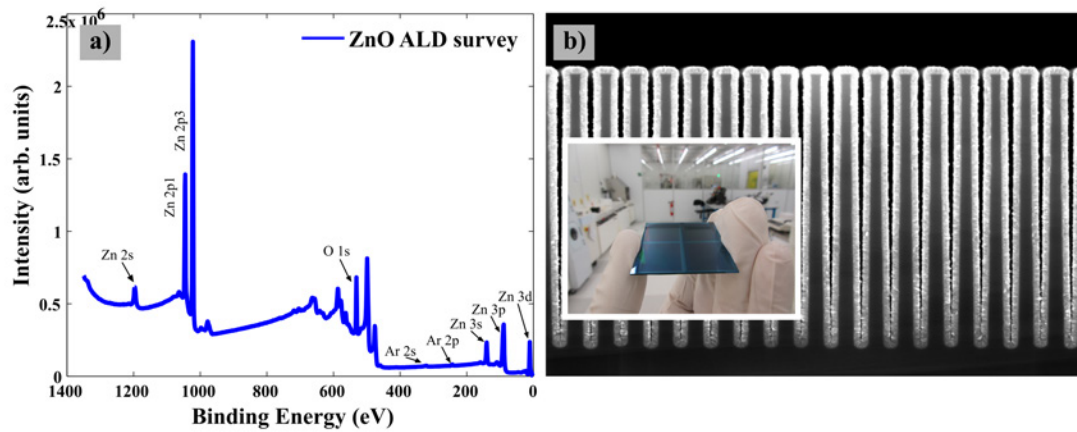 2.5x 10⁶
a)
ZnO ALD survey
b)
2
1.5
1
0.5
0
Intensity (arb. units)
Zn 2s
Zn 2p1
Zn 2p3
O 1s
Ar 2s
Ar 2p
Zn 3s
Zn 3p
Zn 3d
1400
1200
1000
800
600
400
200
0
Binding Energy (eV)